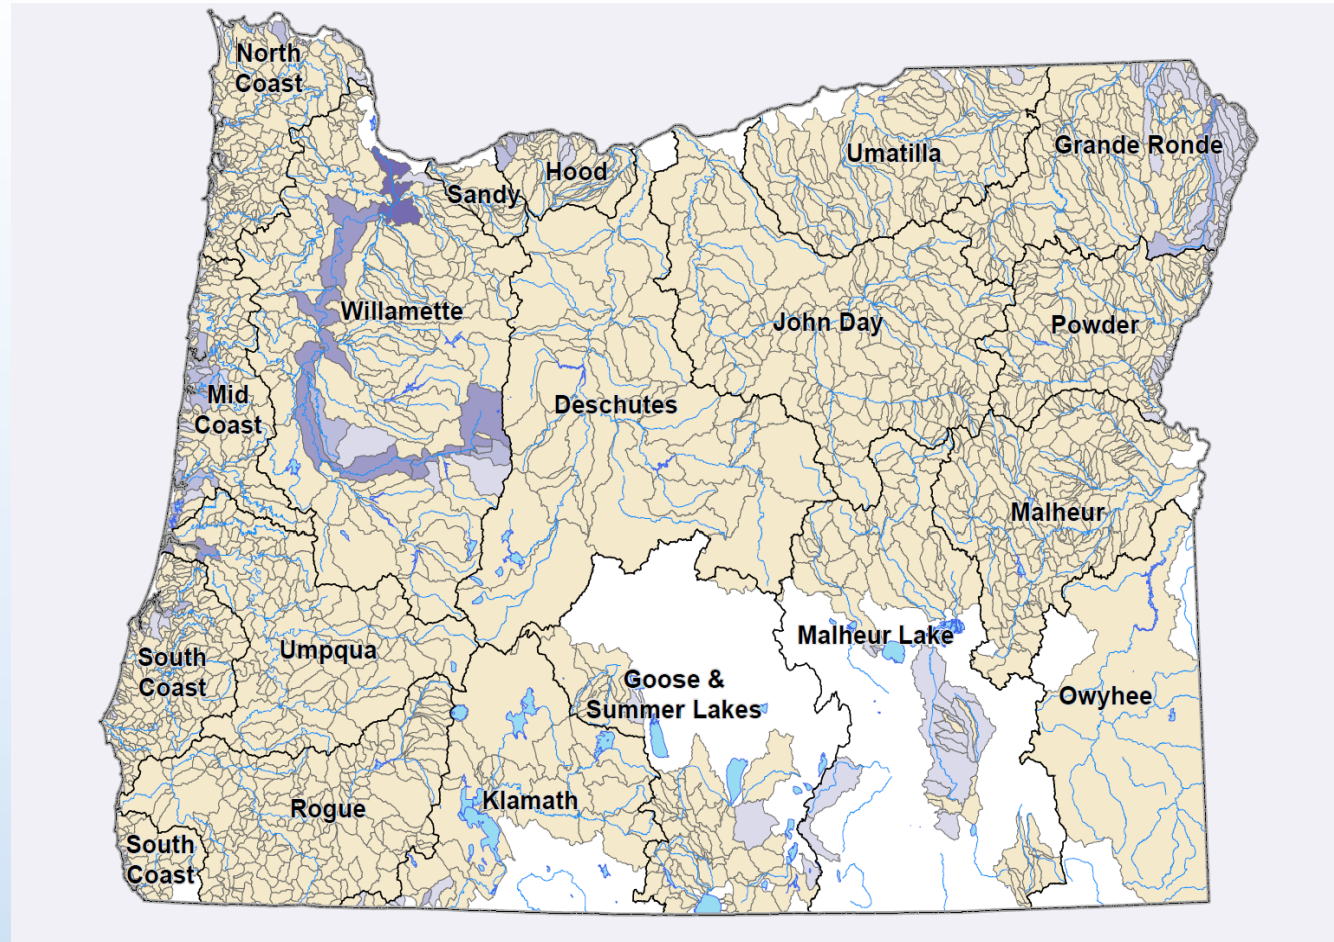 North
Coast
Umatilla
Grande Ronde
Hood
Sandy
Willamette
John Day
Powder
Mid
Coast
Deschutes
Malheur
Malheur Lake
Umpqua
South
Coast
Goose &
Summer Lakes
Owyhee
Klamath
Rogue
South
Coast